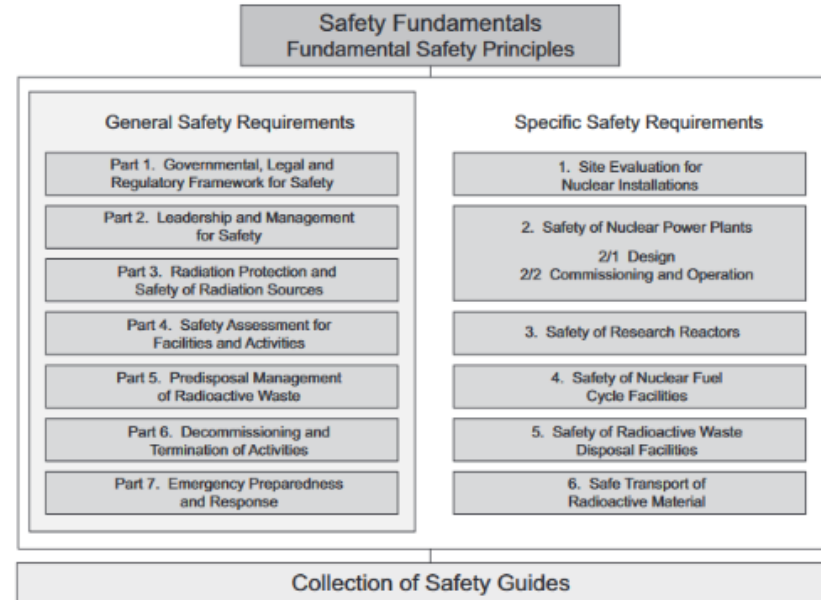 Safety Fundamentals
Fundamental Safety Principles
General Safety Requirements
Part 1. Governmental, Legal and
Regulatory Framework for Safety
Part 2. Leadership and Management
for Safety
Part 3. Radiation Protection and
Safety of Radiation Sources
Part 4. Safety Assessment for
Facilities and Activities
Part 5. Predisposal Management
of Radioactive Waste
Part 6. Decommissioning and
Termination of Activities
Part 7. Emergency Preparedness
and Response
Specific Safety Requirements
1. Site Evaluation for
Nuclear Installations
2. Safety of Nuclear Power Plants
2/1 Design
2/2 Commissioning and Operation
3. Safety of Research Reactors
4. Safety of Nuclear Fuel
Cycle Facilities
5. Safety of Radioactive Waste
Disposal Facilities
6. Safe Transport of
Radioactive Material
Collection of Safety Guides